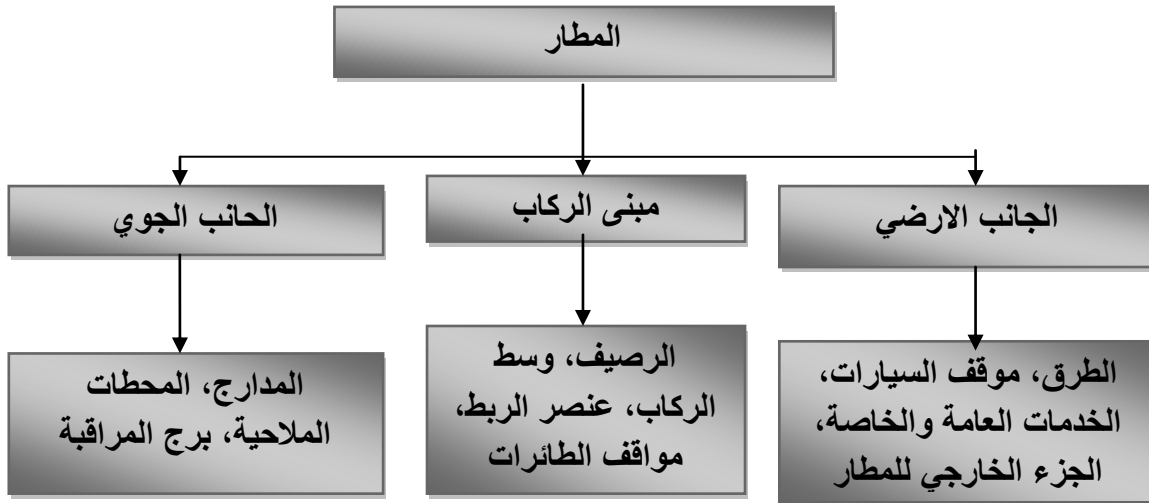 المطار
الجانب الارضي
مبنى الركاب
الحانب الجوي
الطرق، موقف السيارات،
الخدمات العامة والخاصة،
الجزء الخارجي للمطار
الرصيف، وسط
الركاب، عنصر الربط،
مواقف الطائرات
المدارج، المحطات
الملاحية، برج المراقبة